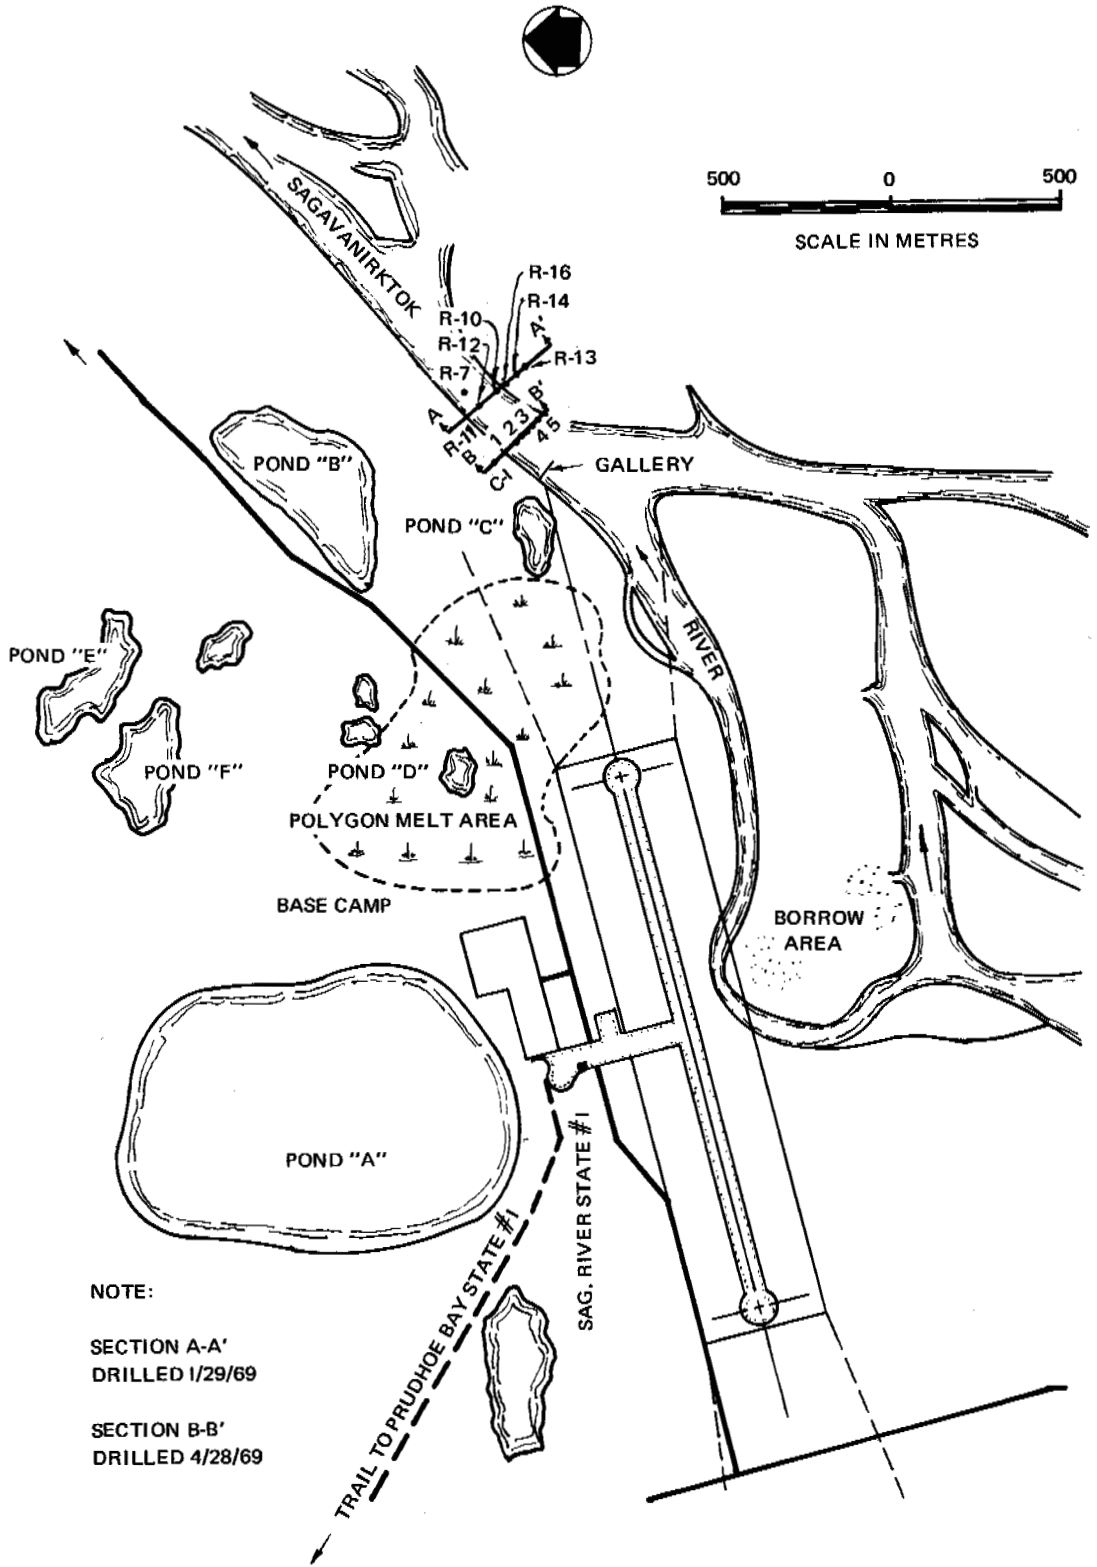 500 0 500
SCALE IN METRES
SAGAVANIRKTOK
R-16
R-14
R-10
A'
R-12
R-13
R-7
B'
A
R-11
1 2 3
4 5
B
C-1
GALLERY
POND "B"
POND "C"
RIVER
POND "E"
POND "F"
POND "D"
POLYGON MELT AREA
BASE CAMP
BORROW
AREA
POND "A"
SAG. RIVER STATE #1
TRAIL TO PRUDHOE BAY STATE #1
NOTE:
SECTION A-A'
DRILLED 1/29/69
SECTION B-B'
DRILLED 4/28/69